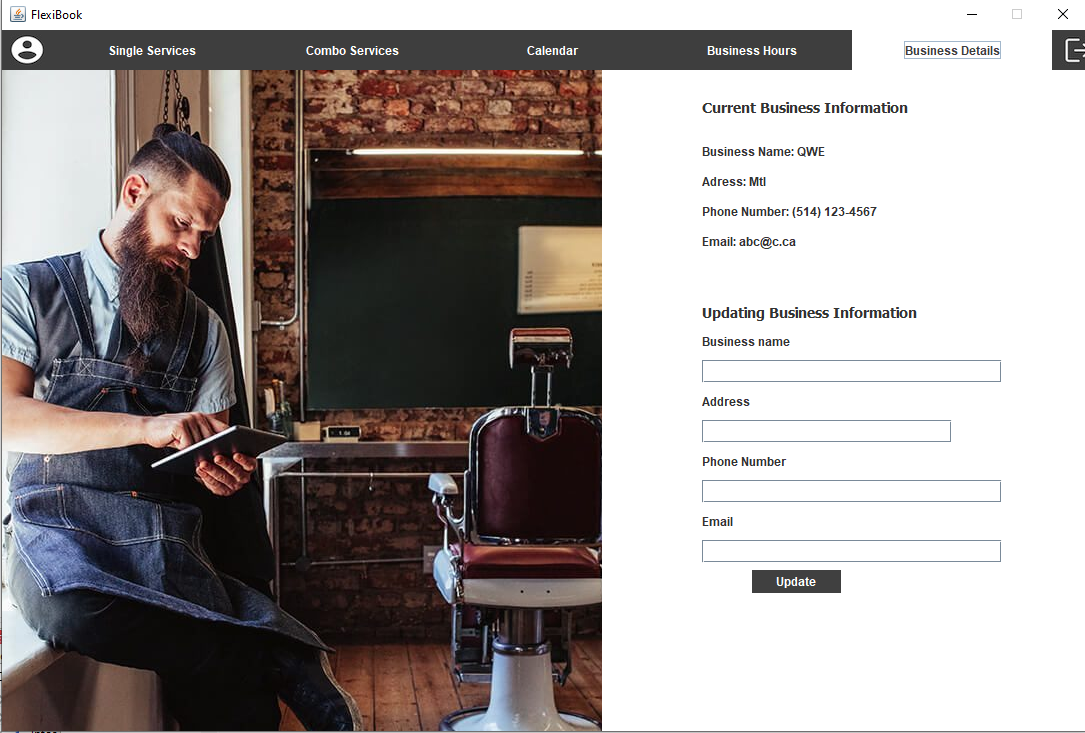 FlexiBook
Single Services
Combo Services
Calendar
Business Hours
Business Details
Current Business Information
Business Name: QWE
Adress: Mtl
Phone Number: (514) 123-4567
Email: abc@c.ca
Updating Business Information
Business name
Address
Phone Number
Email
Update